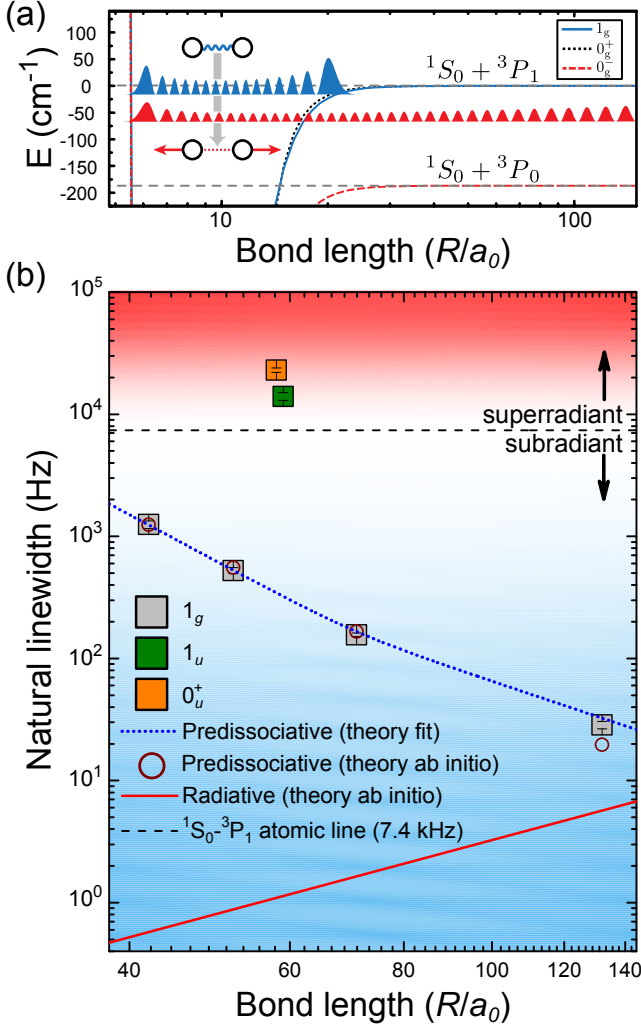 (a)
E (cm⁻¹)
100
50
0
-50
-100
-150
-200
¹S₀ + ³P₁
¹S₀ + ³P₀
1g
0g⁺
0g⁻
10
100
Bond length (R/a₀)
(b)
Natural linewidth (Hz)
10⁵
10⁴
10³
10²
10¹
10⁰
superradiant
subradiant
1g
1u
0u⁺
Predissociative (theory fit)
Predissociative (theory ab initio)
Radiative (theory ab initio)
¹S₀-³P₁ atomic line (7.4 kHz)
40 60 80 100 120 140
Bond length (R/a₀)